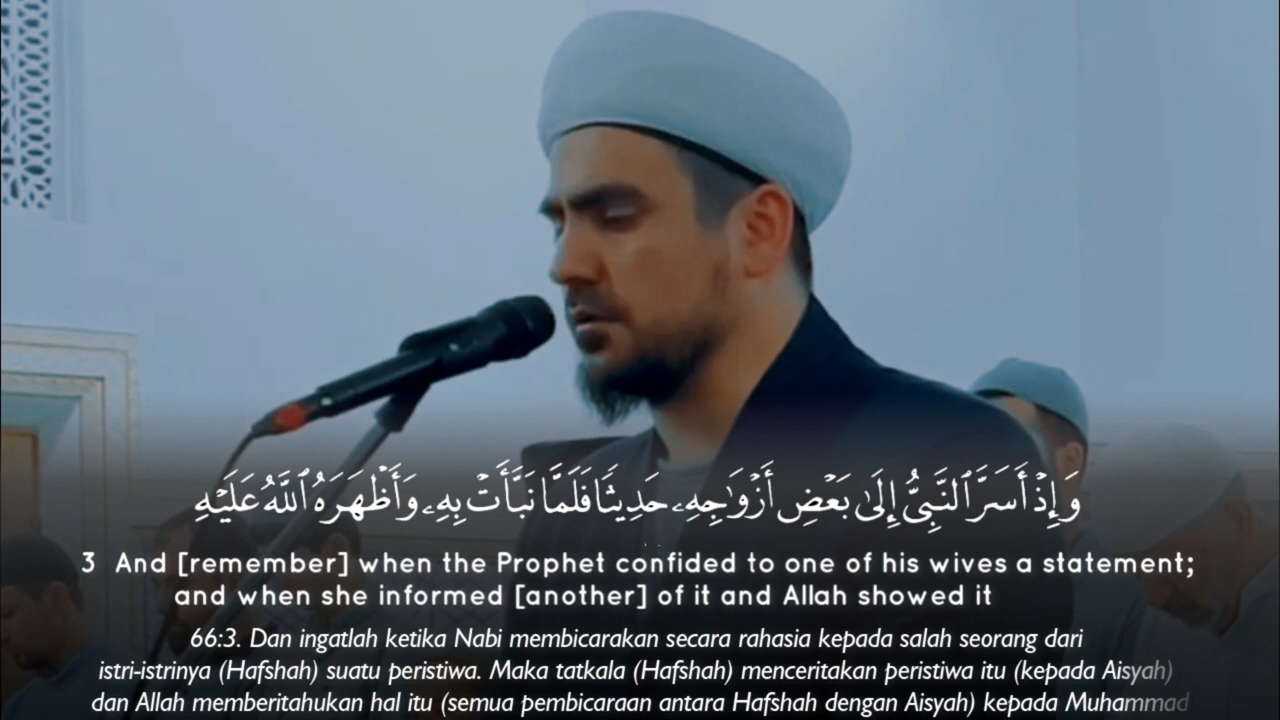 وَإِذْ أَسَرَّ ٱلنَّبِىُّ إِلَىٰ بَعْضِ أَزْوَٰجِهِۦ حَدِيثًا فَلَمَّا نَبَّأَتْ بِهِۦ وَأَظْهَرَهُ ٱللَّهُ عَلَيْهِ
3 And [remember] when the Prophet confided to one of his wives a statement;
and when she informed [another] of it and Allah showed it
66:3. Dan ingatlah ketika Nabi membicarakan secara rahasia kepada salah seorang dari
istri-istrinya (Hafshah) suatu peristiwa. Maka tatkala (Hafshah) menceritakan peristiwa itu (kepada Aisyah)
dan Allah memberitahukan hal itu (semua pembicaraan antara Hafshah dengan Aisyah) kepada Muhammad